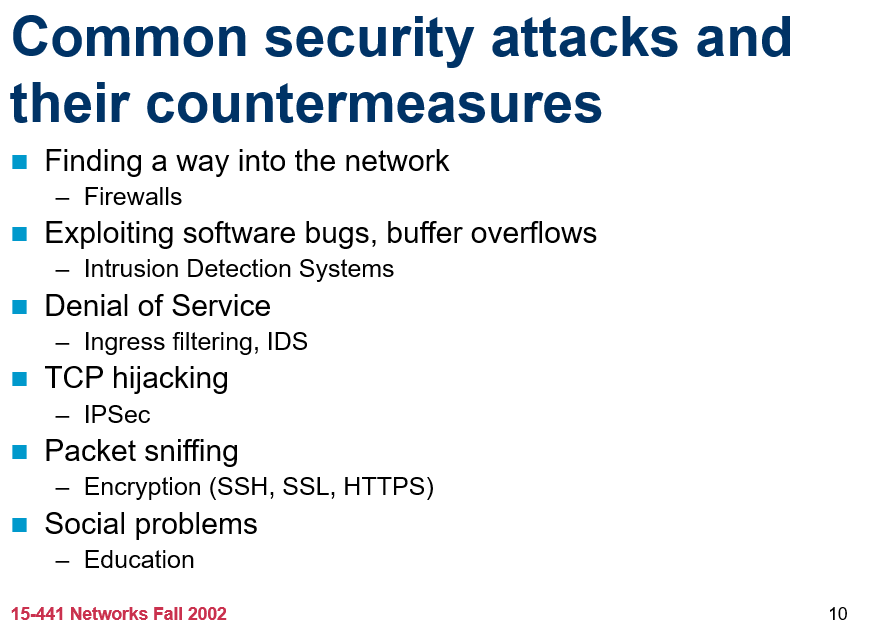 Common security attacks and
their countermeasures
■ Finding a way into the network
– Firewalls
■ Exploiting software bugs, buffer overflows
– Intrusion Detection Systems
■ Denial of Service
– Ingress filtering, IDS
■ TCP hijacking
– IPSec
■ Packet sniffing
– Encryption (SSH, SSL, HTTPS)
■ Social problems
– Education
15-441 Networks Fall 2002
10